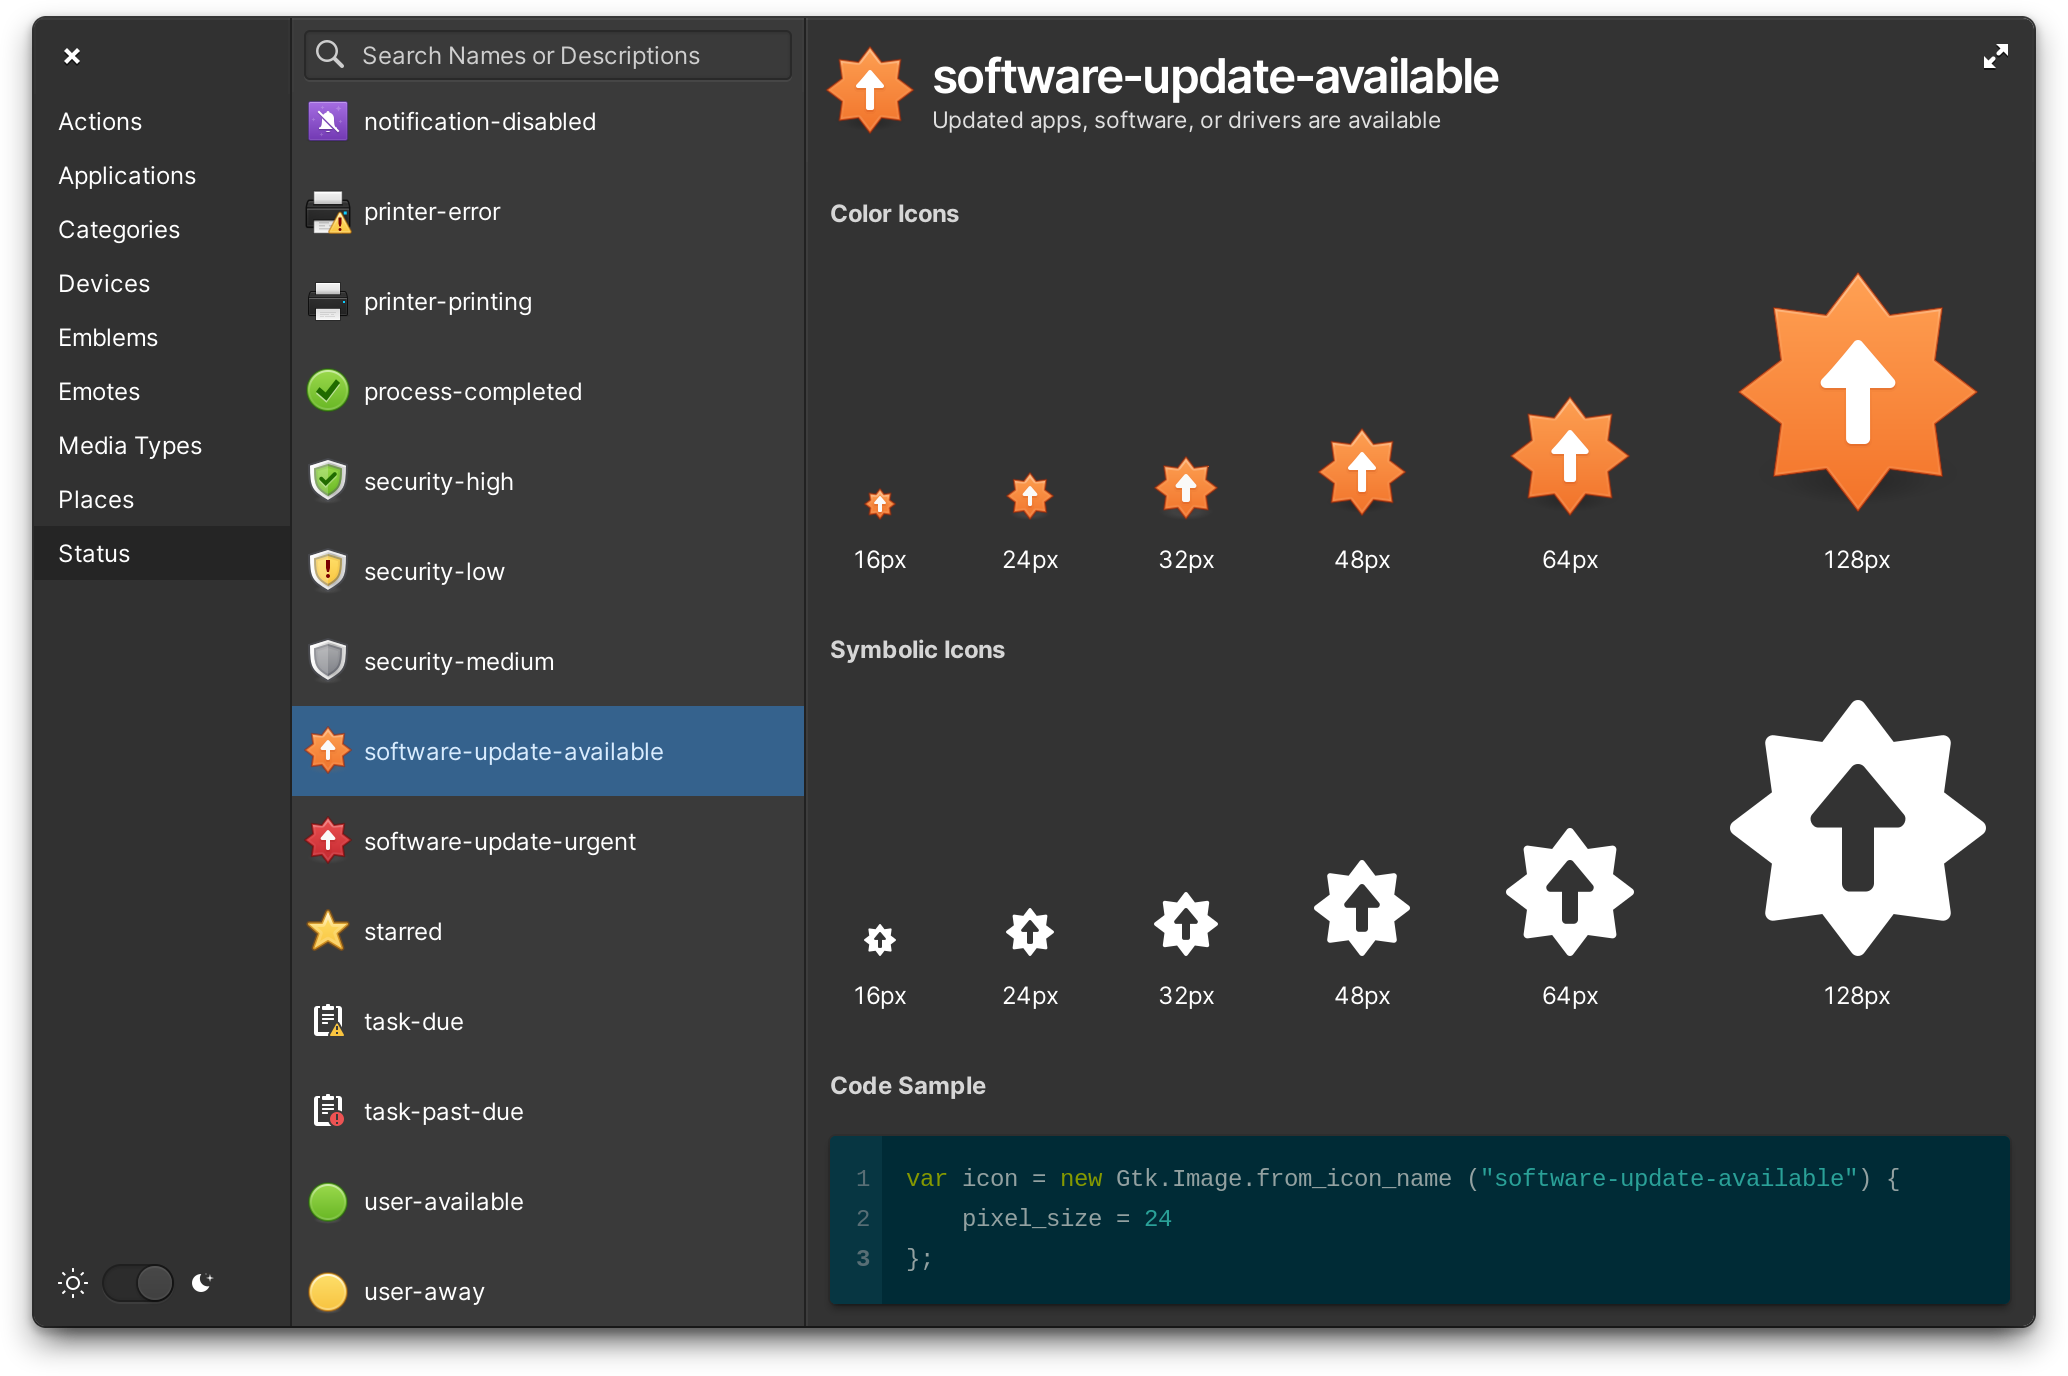 Actions
Applications
Categories
Devices
Emblems
Emotes
Media Types
Places
Status
Search Names or Descriptions
notification-disabled
printer-error
printer-printing
process-completed
security-high
security-low
security-medium
software-update-available
software-update-urgent
starred
task-due
task-past-due
user-available
user-away
software-update-available
Updated apps, software, or drivers are available
Color Icons
16px 24px 32px 48px 64px 128px
Symbolic Icons
16px 24px 32px 48px 64px 128px
Code Sample
1 var icon = new Gtk.Image.from_icon_name ("software-update-available") {
2     pixel_size = 24
3 };